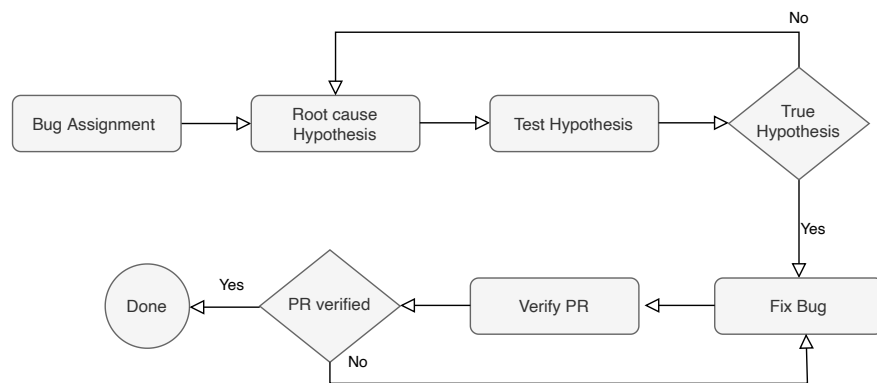 No
Bug Assignment
Root cause
Hypothesis
Test Hypothesis
True
Hypothesis
Yes
Done
Yes
PR verified
No
Verify PR
Fix Bug